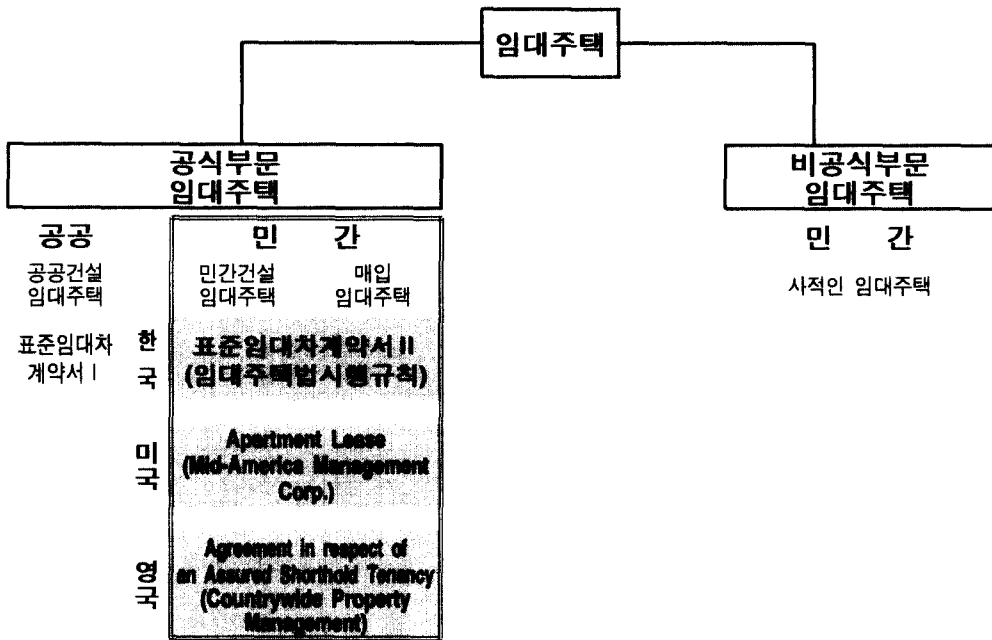 임대주택
공식부문
임대주택
비공식부문
임대주택
공공
민 간
민 간
공공건설
임대주택
민간건설
임대주택
매입
임대주택
사적인 임대주택
표준임대차
계약서 I
한
국
표준임대차계약서 II
(임대주택법시행규칙)
미
국
Apartment Lease
(Mid-America Management
Corp.)
영
국
Agreement in respect of
an Assured Shorthold Tenancy
(Countrywide Property
Management)